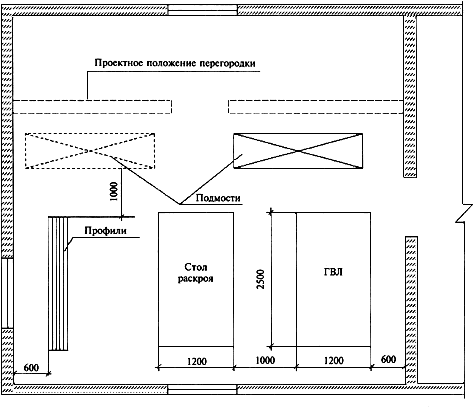 Проектное положение перегородки
1000
Подмости
Профили
Стол
раскроя
2500
ГВЛ
600
1200
1000
1200
600